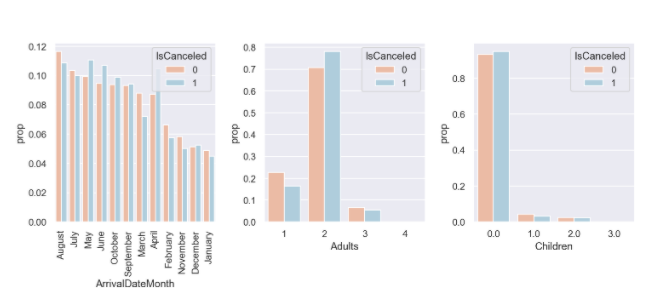 IsCanceled
0
1
prop
0.12
0.10
0.08
0.06
0.04
0.02
0.00
August
July
May
June
October
September
March
April
February
November
December
January
ArrivalDateMonth
IsCanceled
0
1
prop
0.8
0.7
0.6
0.5
0.4
0.3
0.2
0.1
0.0
1 2 3 4
Adults
IsCanceled
0
1
prop
0.8
0.6
0.4
0.2
0.0
0.0 1.0 2.0 3.0
Children